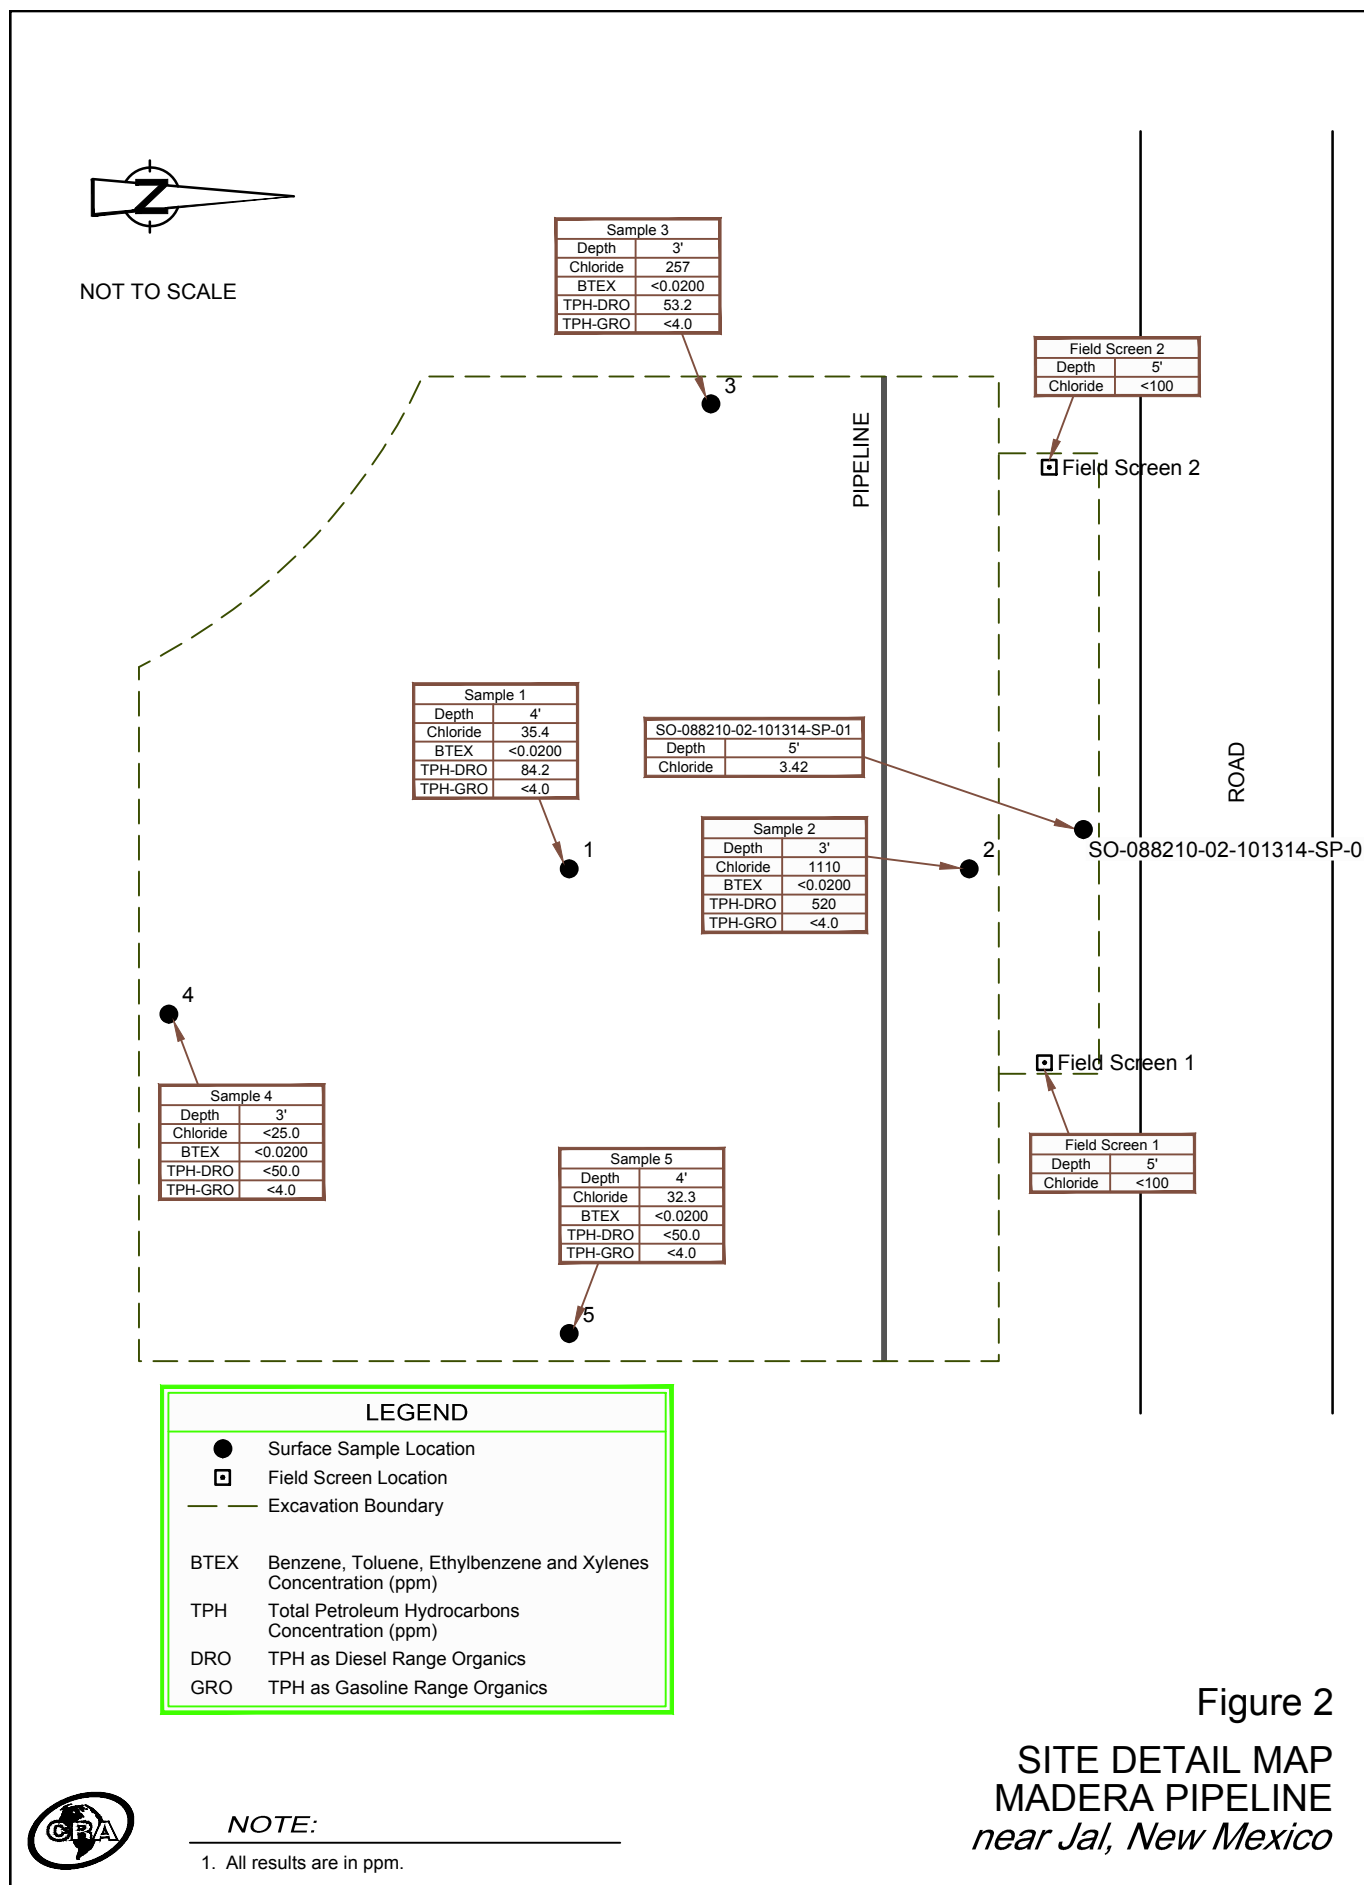 Z
NOT TO SCALE
Sample 3
Depth 3'
Chloride 257
BTEX <0.0200
TPH-DRO 53.2
TPH-GRO <4.0
3
Field Screen 2
Depth 5'
Chloride <100
PIPELINE
Field Screen 2
Sample 1
Depth 4'
Chloride 35.4
BTEX <0.0200
TPH-DRO 84.2
TPH-GRO <4.0
1
SO-088210-02-101314-SP-01
Depth 5'
Chloride 3.42
ROAD
SO-088210-02-101314-SP-0
Sample 2
Depth 3'
Chloride 1110
BTEX <0.0200
TPH-DRO 520
TPH-GRO <4.0
2
4
Sample 4
Depth 3'
Chloride <25.0
BTEX <0.0200
TPH-DRO <50.0
TPH-GRO <4.0
Field Screen 1
Field Screen 1
Depth 5'
Chloride <100
Sample 5
Depth 4'
Chloride 32.3
BTEX <0.0200
TPH-DRO <50.0
TPH-GRO <4.0
5
LEGEND
Surface Sample Location
Field Screen Location
Excavation Boundary
BTEX Benzene, Toluene, Ethylbenzene and Xylenes
Concentration (ppm)
TPH Total Petroleum Hydrocarbons
Concentration (ppm)
DRO TPH as Diesel Range Organics
GRO TPH as Gasoline Range Organics
Figure 2
SITE DETAIL MAP
MADERA PIPELINE
near Jal, New Mexico
CRA
NOTE:
1. All results are in ppm.